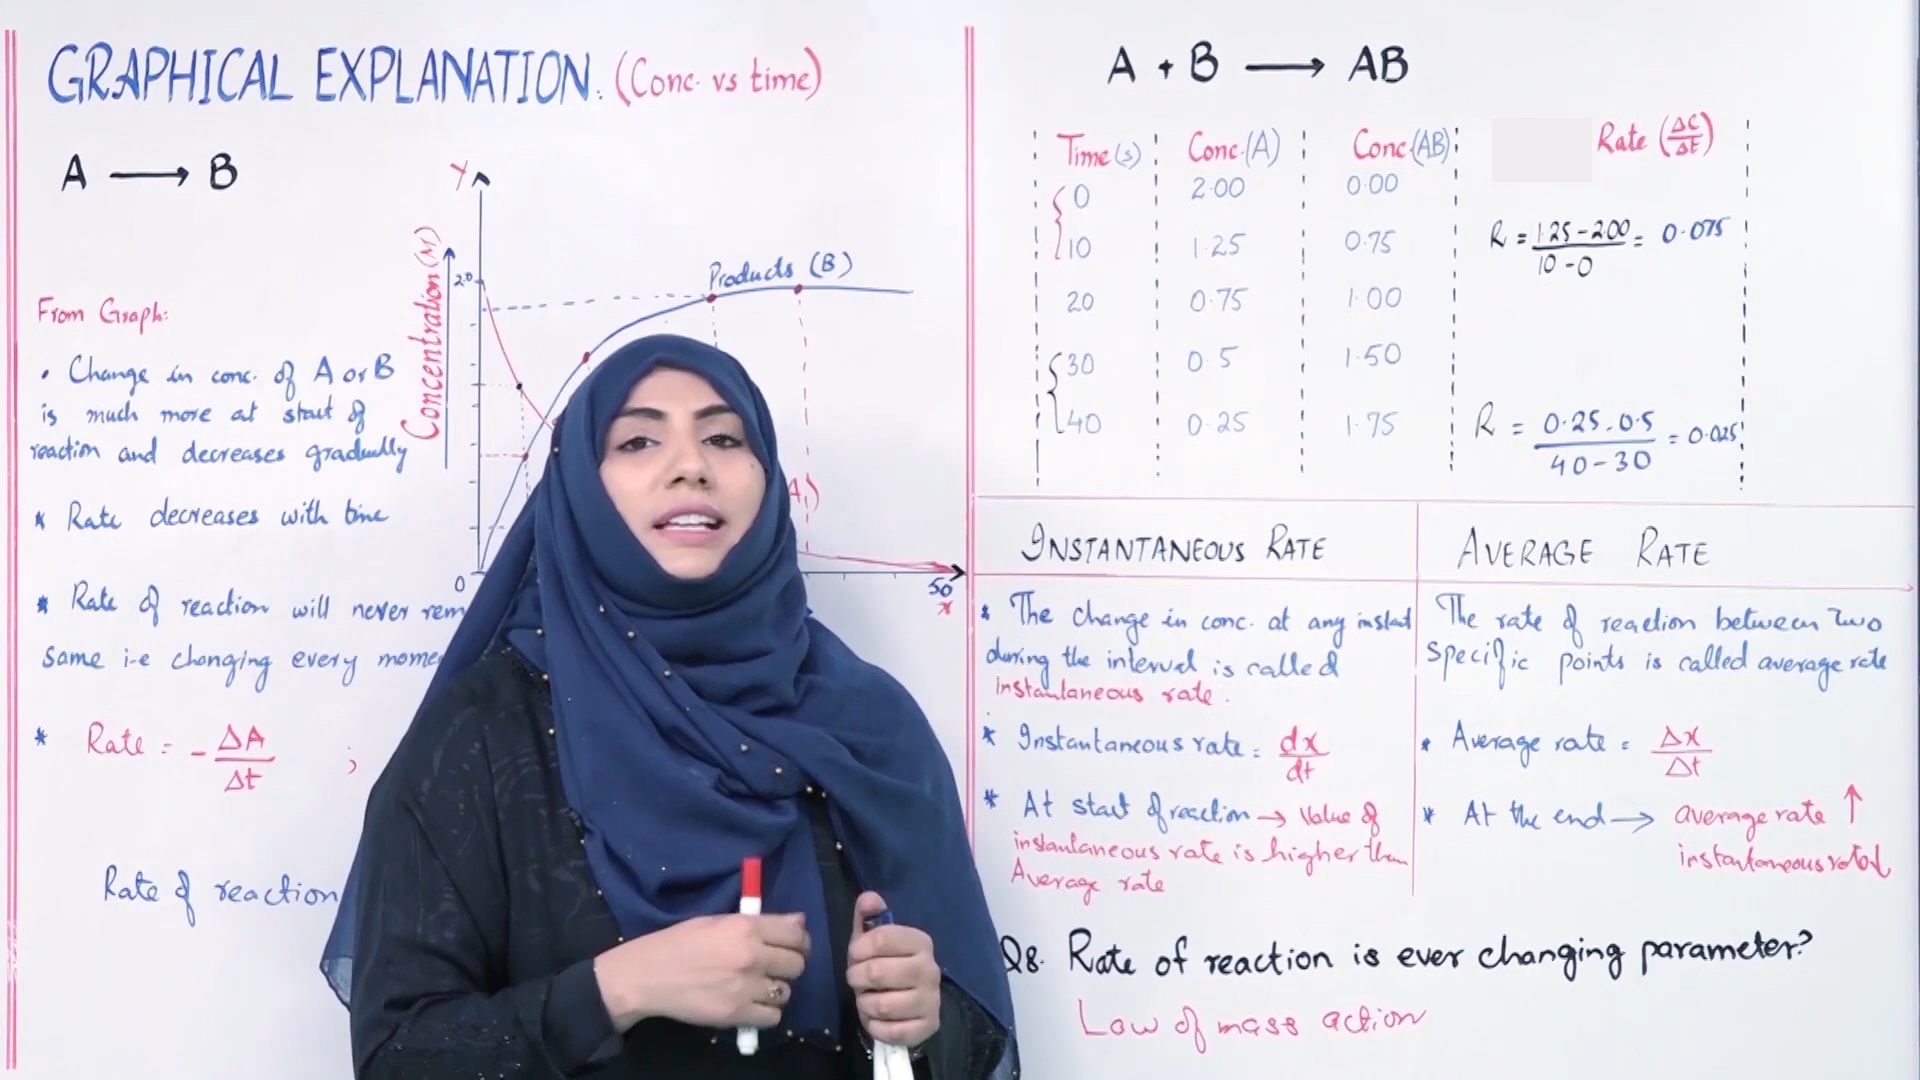 GRAPHICAL EXPLANATION. (Conc. vs time)
A → B
Y
Concentration (M)
2.0
Products (B)
A)
0
50
x
From Graph:
• Change in conc. of A or B
is much more at start of
reaction and decreases gradually
* Rate decreases with time
* Rate of reaction will never rem
same i-e changing every mome
* Rate = - ΔA/Δt ;
Rate of reaction
A + B → AB
Time (s) Conc. (A) Conc. (AB) Rate (ΔC/Δt)
0 2.00 0.00
10 1.25 0.75 R = 1.25 - 200 / 10 - 0 = 0.075
20 0.75 1.00
30 0.5 1.50
40 0.25 1.75 R = 0.25 - 0.5 / 40 - 30 = 0.025
INSTANTANEOUS RATE
* The change in conc. at any instant
during the interval is called
instantaneous rate.
* Instantaneous rate = dx/dt
* At start of reaction → Value of
instantaneous rate is higher than
Average rate
AVERAGE RATE
The rate of reaction between two
specific points is called average rate
* Average rate = Δx/Δt
* At the end → average rate ↑
instantaneous rate↓
Q8. Rate of reaction is ever changing parameter?
Law of mass action